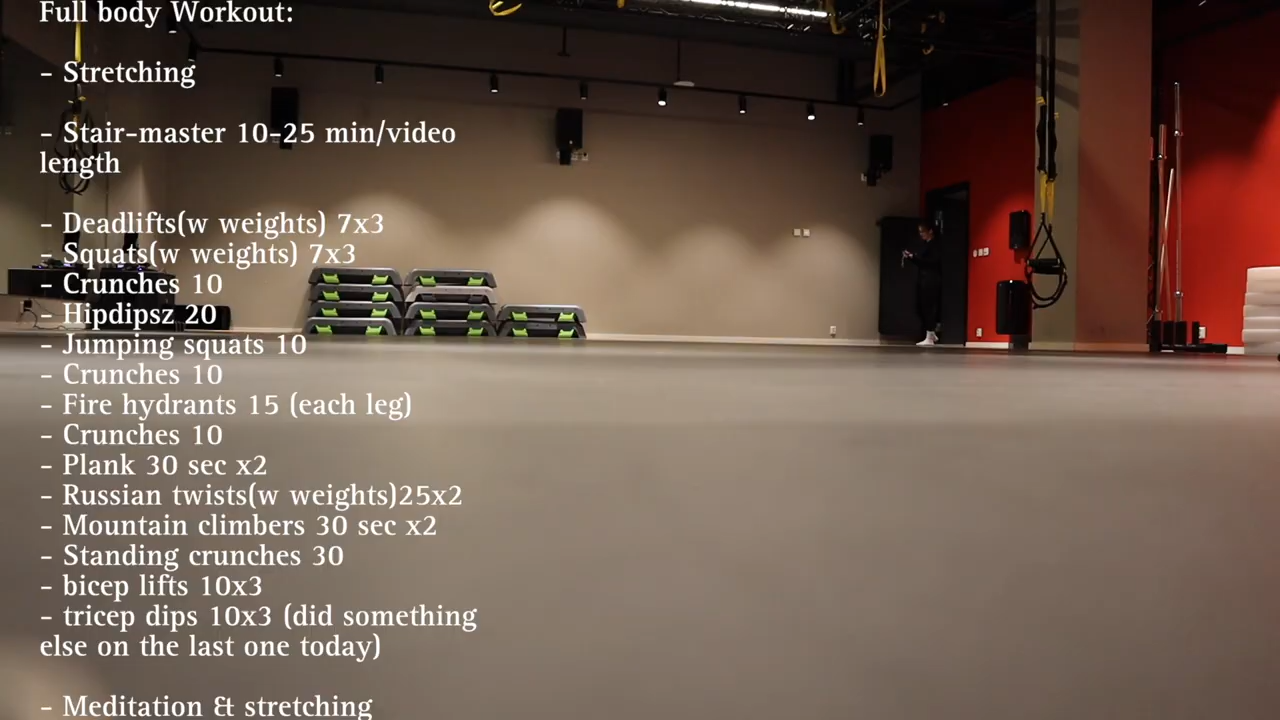 Full body Workout:
- Stretching
- Stair-master 10-25 min/video
length
- Deadlifts(w weights) 7x3
- Squats(w weights) 7x3
- Crunches 10
- Hipdipsz 20
- Jumping squats 10
- Crunches 10
- Fire hydrants 15 (each leg)
- Crunches 10
- Plank 30 sec x2
- Russian twists(w weights)25x2
- Mountain climbers 30 sec x2
- Standing crunches 30
- bicep lifts 10x3
- tricep dips 10x3 (did something
else on the last one today)
- Meditation & stretching